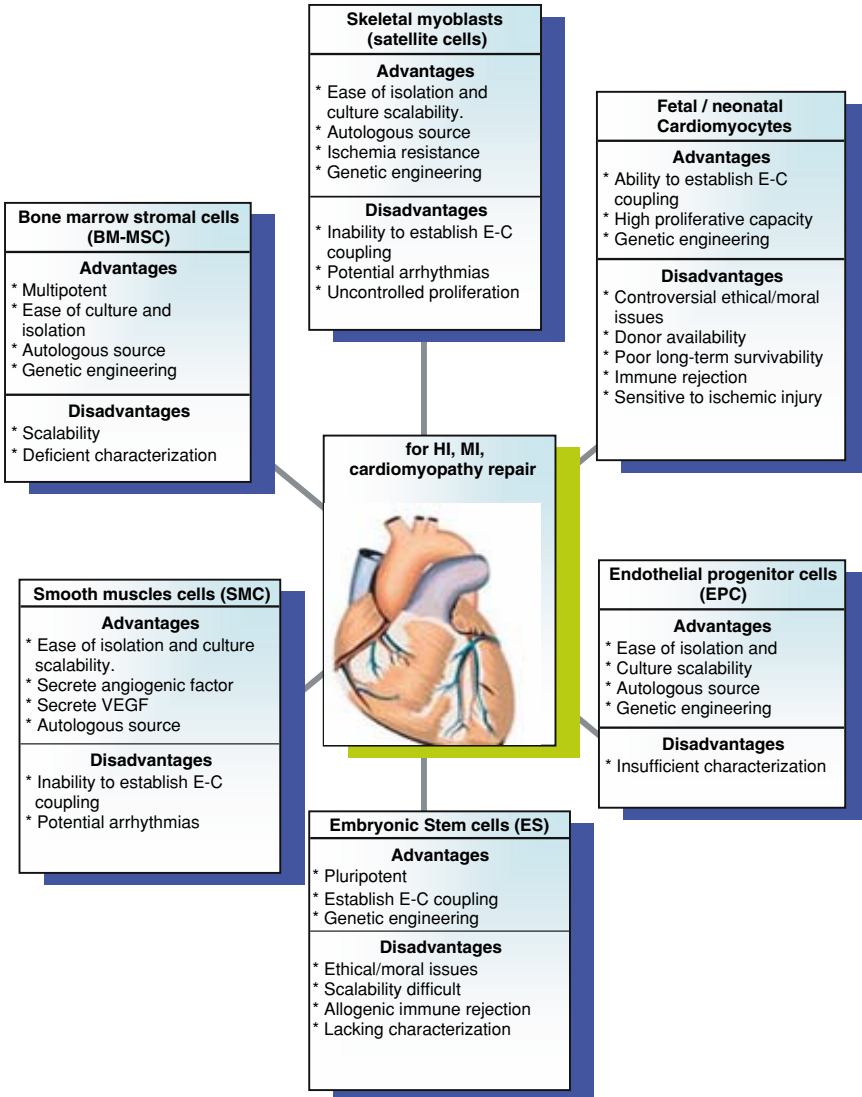 Skeletal myoblasts
(satellite cells)
Advantages
* Ease of isolation and
culture scalability.
* Autologous source
* Ischemia resistance
* Genetic engineering
Disadvantages
* Inability to establish E-C
coupling
* Potential arrhythmias
* Uncontrolled proliferation
Fetal / neonatal
Cardiomyocytes
Advantages
* Ability to establish E-C
coupling
* High proliferative capacity
* Genetic engineering
Disadvantages
* Controversial ethical/moral
issues
* Donor availability
* Poor long-term survivability
* Immune rejection
* Sensitive to ischemic injury
Bone marrow stromal cells
(BM-MSC)
Advantages
* Multipotent
* Ease of culture and
isolation
* Autologous source
* Genetic engineering
Disadvantages
* Scalability
* Deficient characterization
for HI, MI,
cardiomyopathy repair
Smooth muscles cells (SMC)
Advantages
* Ease of isolation and culture
scalability.
* Secrete angiogenic factor
* Secrete VEGF
* Autologous source
Disadvantages
* Inability to establish E-C
coupling
* Potential arrhythmias
Endothelial progenitor cells
(EPC)
Advantages
* Ease of isolation and
* Culture scalability
* Autologous source
* Genetic engineering
Disadvantages
* Insufficient characterization
Embryonic Stem cells (ES)
Advantages
* Pluripotent
* Establish E-C coupling
* Genetic engineering
Disadvantages
* Ethical/moral issues
* Scalability difficult
* Allogenic immune rejection
* Lacking characterization